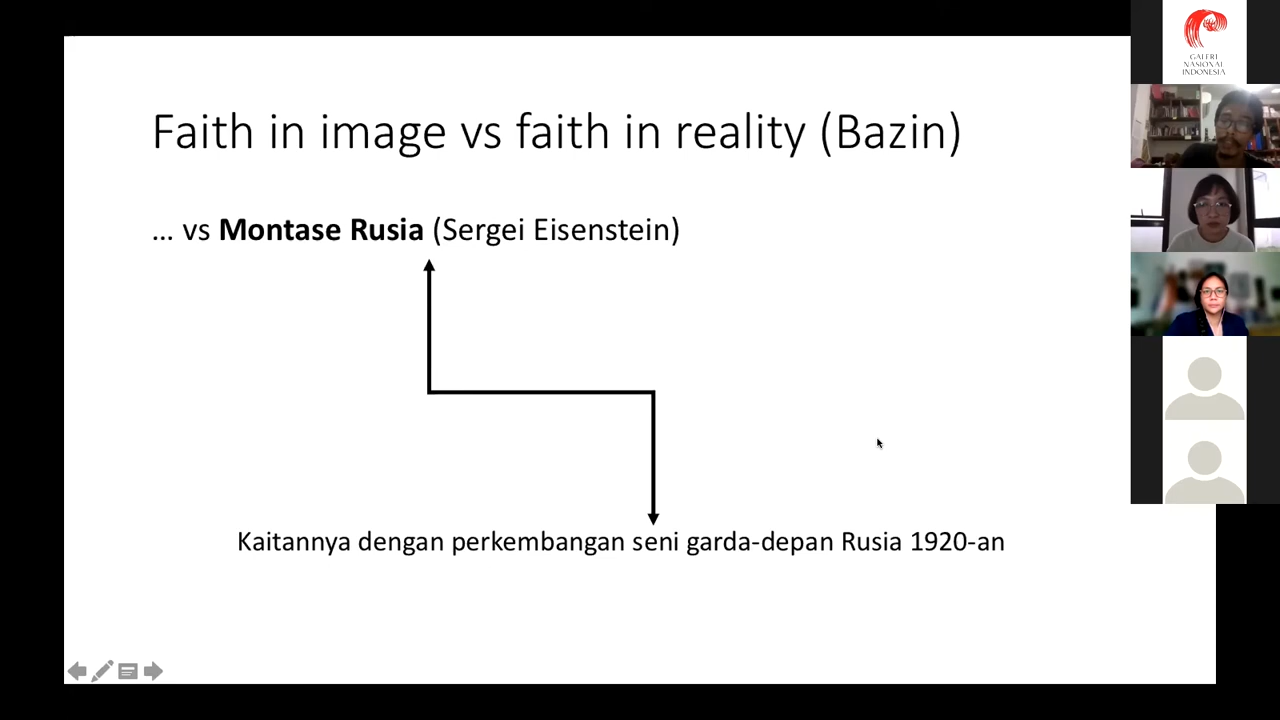 Faith in image vs faith in reality (Bazin)
... vs Montase Rusia (Sergei Eisenstein)
Kaitannya dengan perkembangan seni garda-depan Rusia 1920-an
GALERI
NASIONAL
INDONESIA